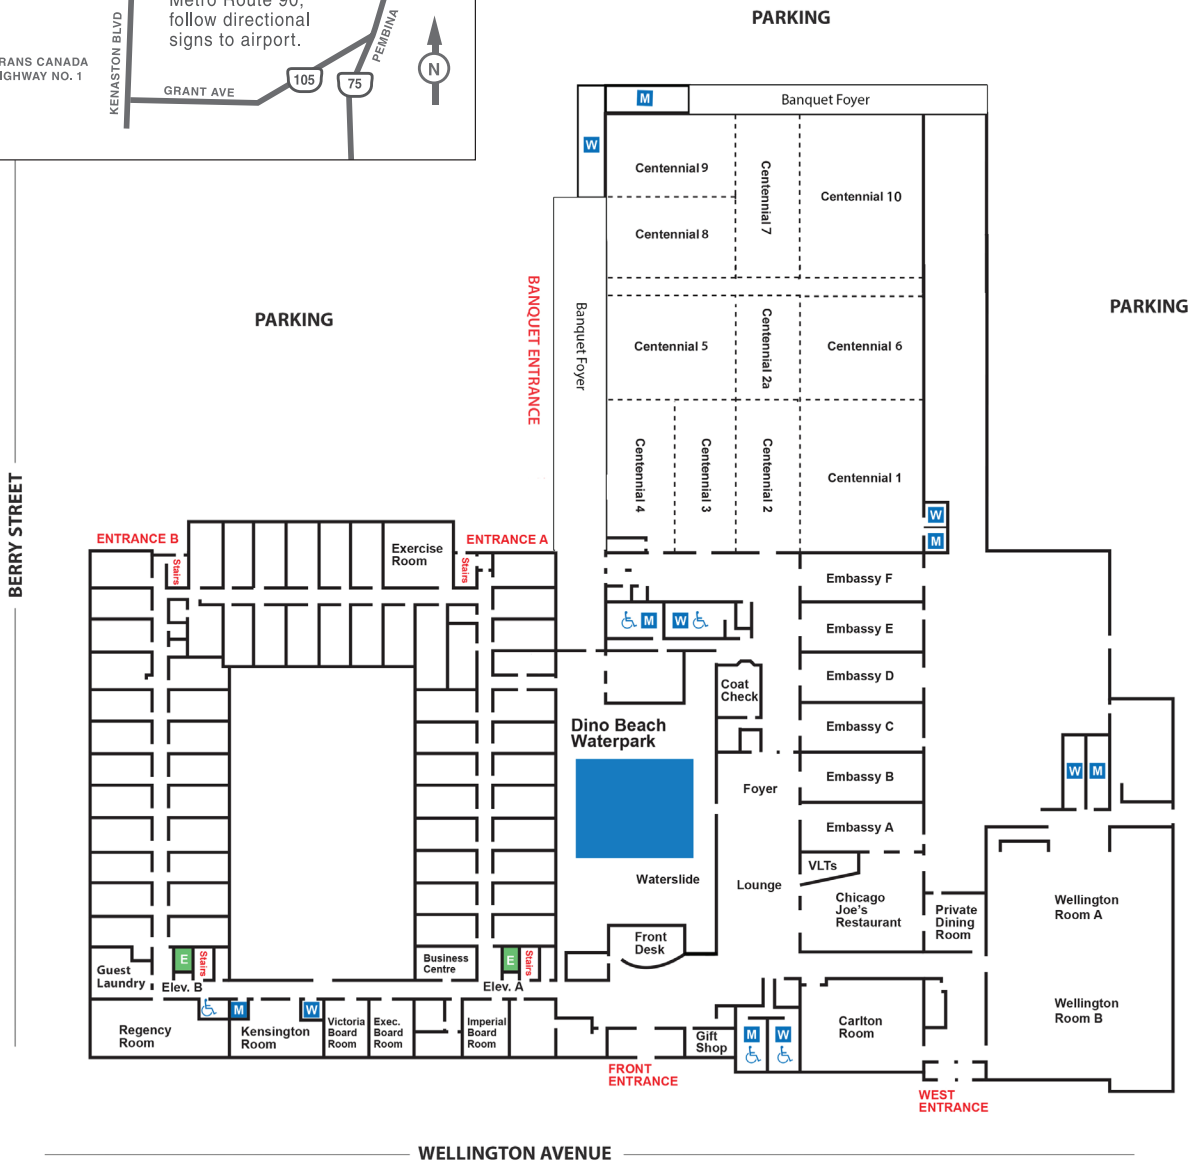 Metro Route 90,
follow directional
signs to airport.
KENASTON BLVD
PEMBINA
RANS CANADA
IGHWAY NO. 1
GRANT AVE
105
75
N
PARKING
M
Banquet Foyer
W
Centennial 9
Centennial 7
Centennial 10
Centennial 8
BANQUET ENTRANCE
Banquet Foyer
PARKING
PARKING
Centennial 5
Centennial 2a
Centennial 6
Centennial 4
Centennial 3
Centennial 2
Centennial 1
BERRY STREET
W
M
ENTRANCE B
ENTRANCE A
Stairs
Exercise
Room
Stairs
Embassy F
M
W
Embassy E
Embassy D
Coat
Check
Embassy C
Dino Beach
Waterpark
W
M
Foyer
Embassy B
Embassy A
Waterslide
Lounge
VLTs
Chicago
Joe's
Restaurant
Private
Dining
Room
Wellington
Room A
Front
Desk
Guest
Laundry
E
Stairs
Elev. B
Business
Centre
E
Stairs
Elev. A
M
W
Regency
Room
Kensington
Room
Victoria
Board
Room
Exec.
Board
Room
Imperial
Board
Room
Gift
Shop
M
W
Carlton
Room
Wellington
Room B
FRONT
ENTRANCE
WEST
ENTRANCE
WELLINGTON AVENUE